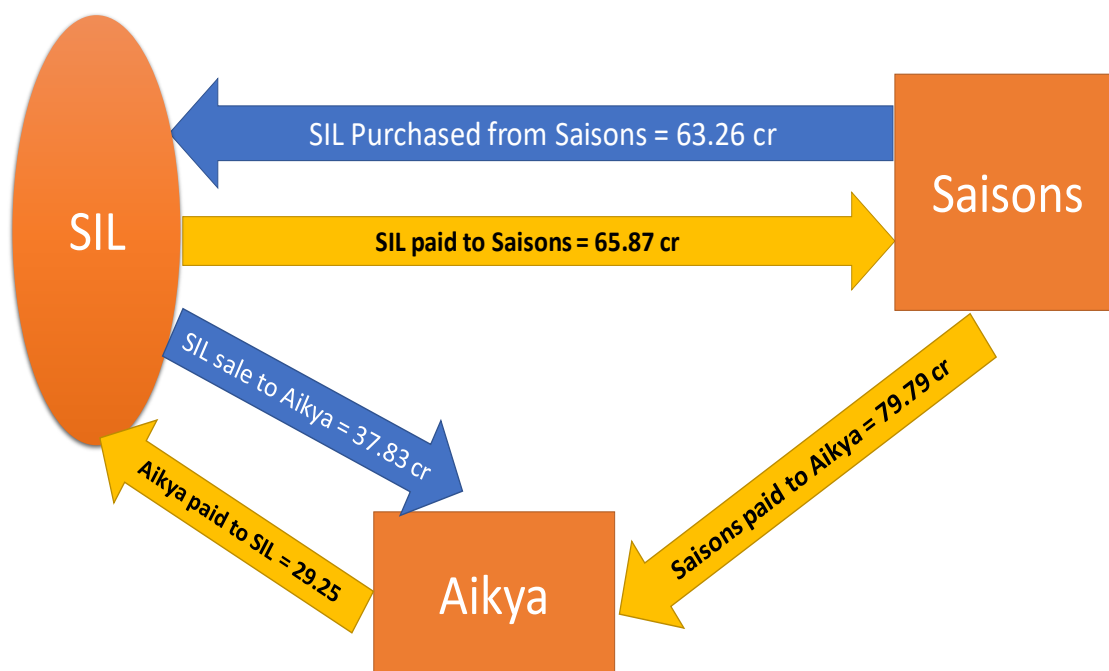 SIL Purchased from Saisons = 63.26 cr
Saisons
SIL
SIL paid to Saisons = 65.87 cr
SIL sale to Aikya = 37.83 cr
Saisons paid to Aikya = 79.79 cr
Aikya paid to SIL = 29.25
Aikya